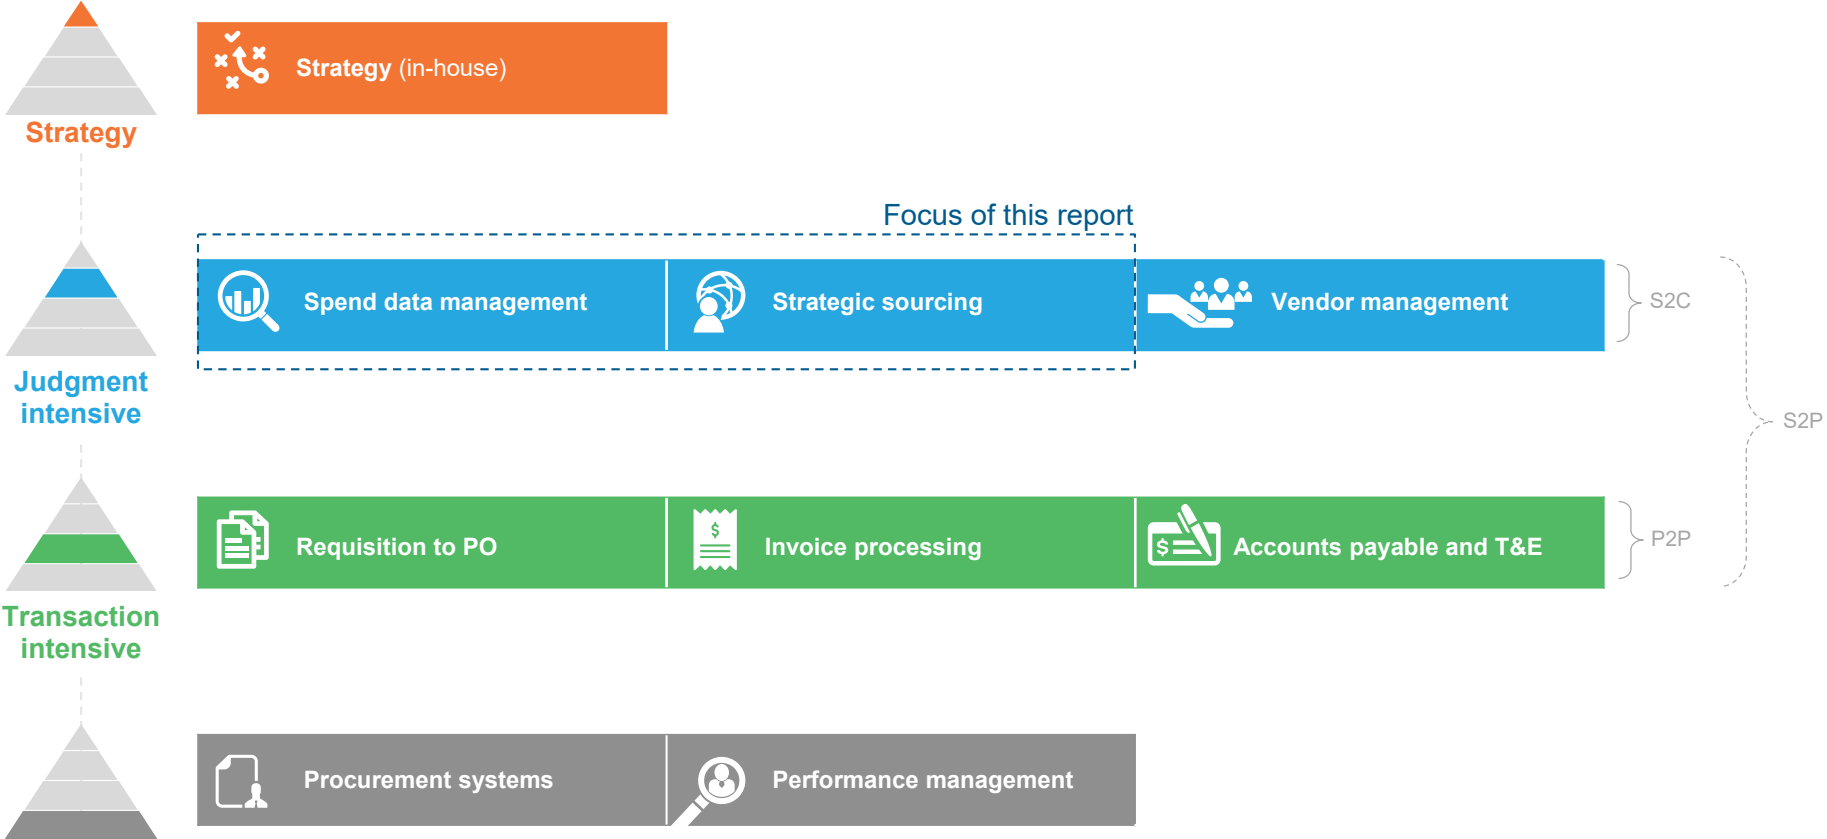 Strategy (in-house)
Strategy
Focus of this report
Spend data management
Strategic sourcing
Vendor management
S2C
Judgment
intensive
S2P
Requisition to PO
$
Invoice processing
$
Accounts payable and T&E
P2P
Transaction
intensive
Procurement systems
Performance management